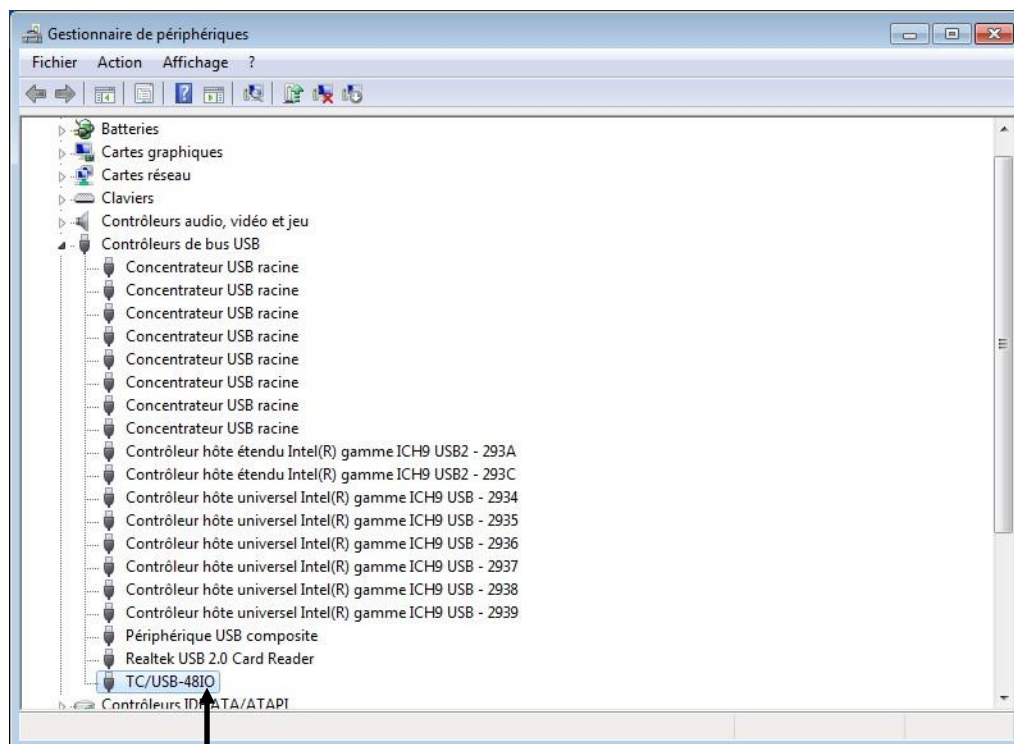 Gestionnaire de périphériques
Fichier Action Affichage ?
Batteries
Cartes graphiques
Cartes réseau
Claviers
Contrôleurs audio, vidéo et jeu
Contrôleurs de bus USB
Concentrateur USB racine
Concentrateur USB racine
Concentrateur USB racine
Concentrateur USB racine
Concentrateur USB racine
Concentrateur USB racine
Concentrateur USB racine
Concentrateur USB racine
Contrôleur hôte étendu Intel(R) gamme ICH9 USB2 - 293A
Contrôleur hôte étendu Intel(R) gamme ICH9 USB2 - 293C
Contrôleur hôte universel Intel(R) gamme ICH9 USB - 2934
Contrôleur hôte universel Intel(R) gamme ICH9 USB - 2935
Contrôleur hôte universel Intel(R) gamme ICH9 USB - 2936
Contrôleur hôte universel Intel(R) gamme ICH9 USB - 2937
Contrôleur hôte universel Intel(R) gamme ICH9 USB - 2938
Contrôleur hôte universel Intel(R) gamme ICH9 USB - 2939
Périphérique USB composite
Realtek USB 2.0 Card Reader
TC/USB-48IO
Contrôleurs IDE ATA/ATAPI